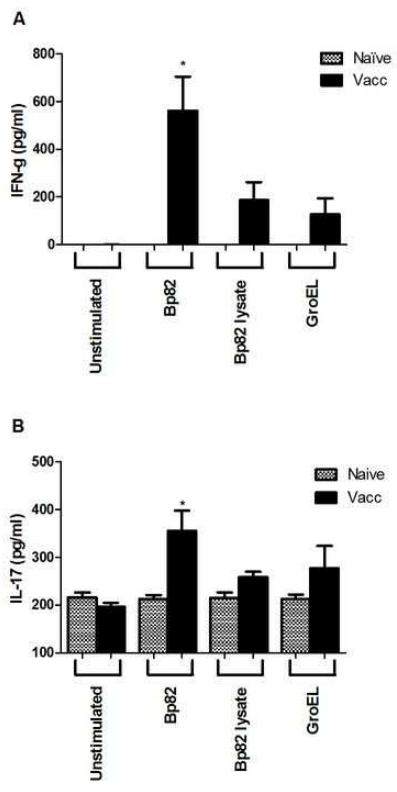 A
800
600
400
200
0
IFN-g (pg/ml)
*
Naïve
Vacc
Unstimulated
Bp82
Bp82 lysate
GroEL
B
500
400
300
200
100
IL-17 (pg/ml)
*
Naive
Vacc
Unstimulated
Bp82
Bp82 lysate
GroEL